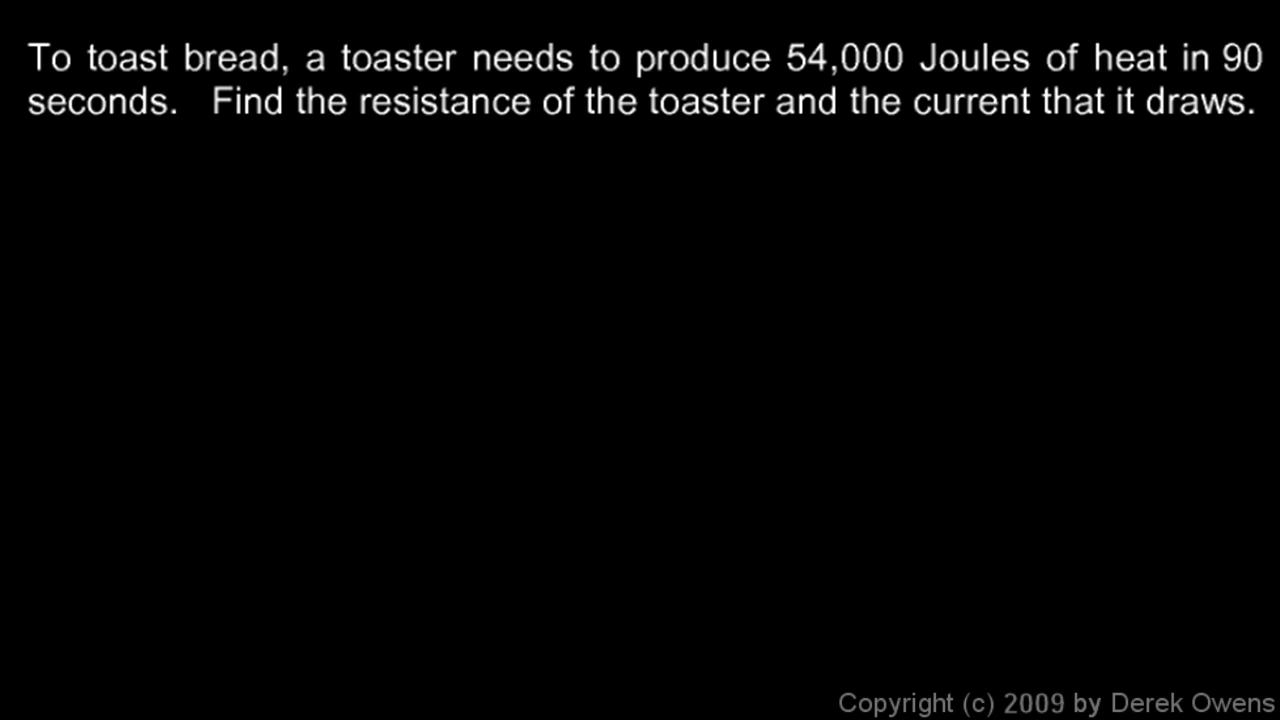 To toast bread, a toaster needs to produce 54,000 Joules of heat in 90
seconds. Find the resistance of the toaster and the current that it draws.
Copyright (c) 2009 by Derek Owens